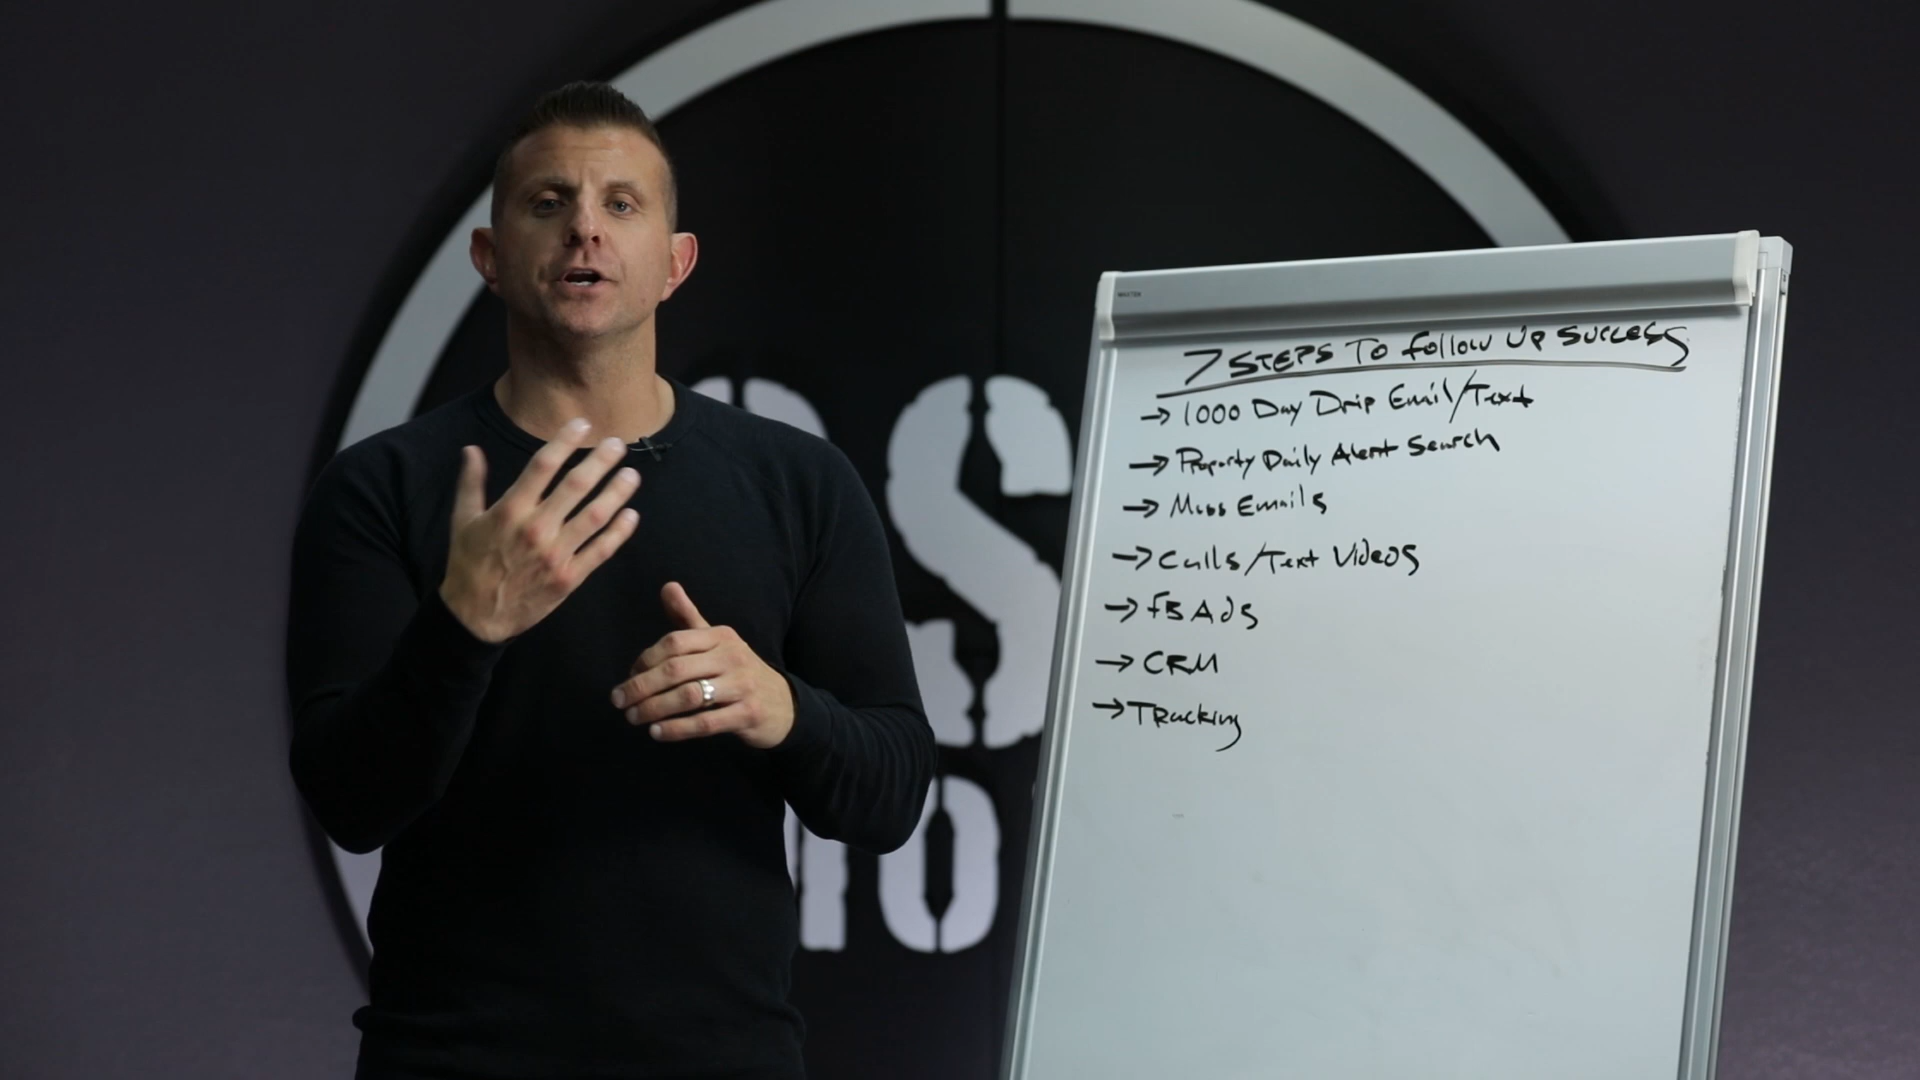 7 STEPS TO Follow UP SUCCESS
→ 1000 Day Drip Email/Text
→ Property Daily Alert Search
→ Mass Emails
→ Calls/Text Videos
→ FB Ads
→ CRM
→ Tracking